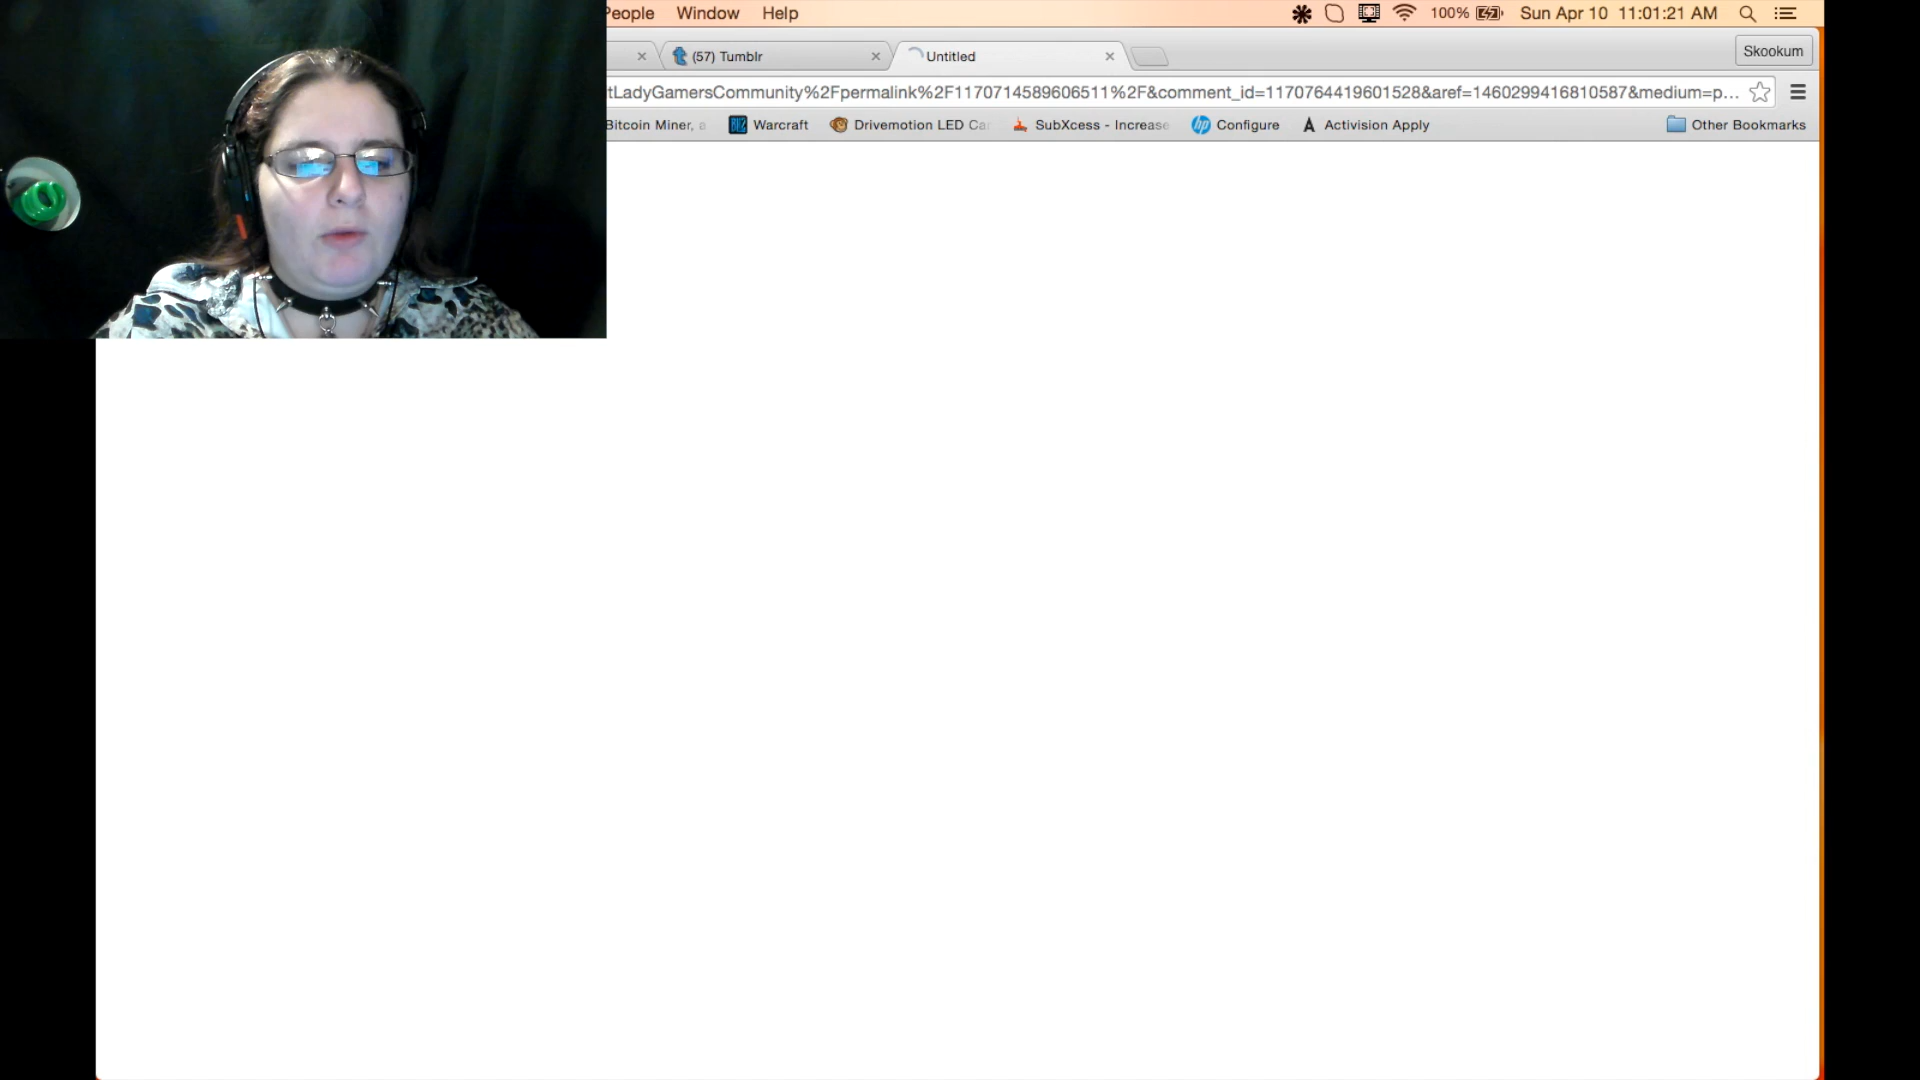 People Window Help 100% Sun Apr 10 11:01:21 AM
(57) Tumblr Untitled Skookum
tLadyGamersCommunity%2Fpermalink%2F1170714589606511%2F&comment_id=1170764419601528&aref=1460299416810587&medium=p...
Bitcoin Miner, Warcraft Drivemotion LED SubXcess - Increase Configure Activision Apply Other Bookmarks